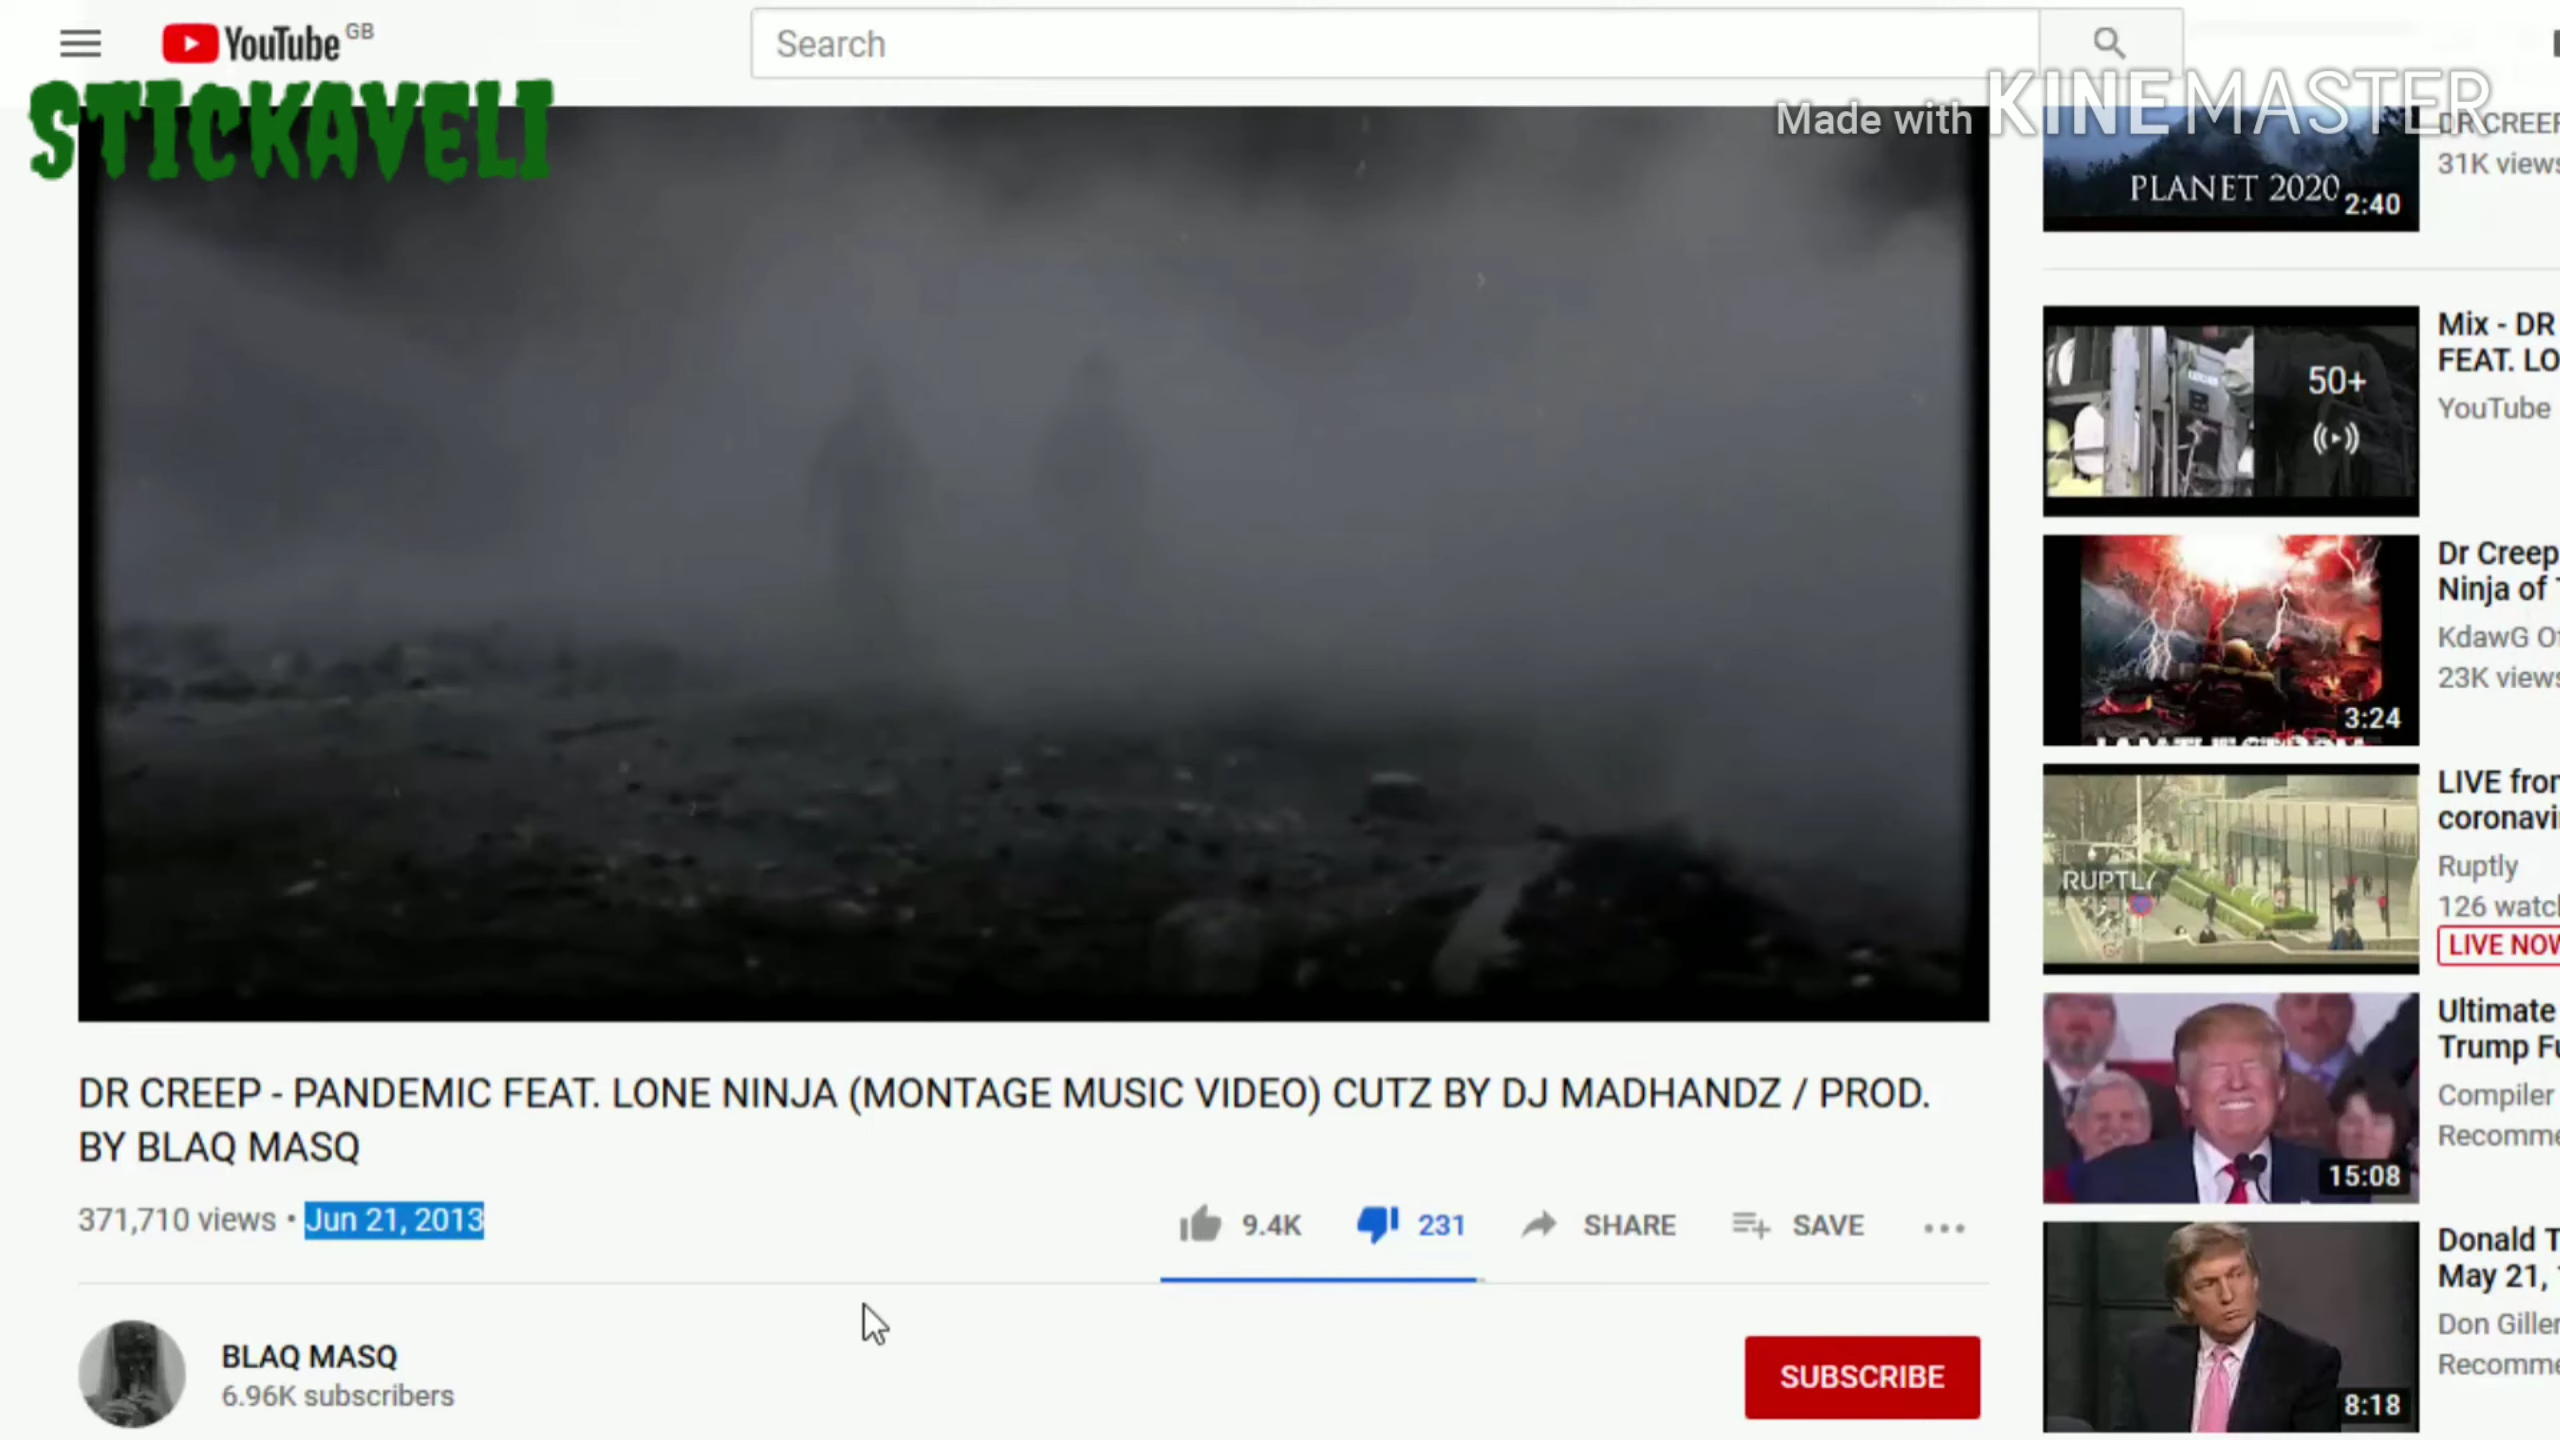 YouTube GB
Search
STICKAVELI
Made with KINEMASTER
DR CREEP - PANDEMIC FEAT. LONE NINJA (MONTAGE MUSIC VIDEO) CUTZ BY DJ MADHANDZ / PROD.
BY BLAQ MASQ
371,710 views • Jun 21, 2013
9.4K
231
SHARE
SAVE
BLAQ MASQ
6.96K subscribers
SUBSCRIBE
PLANET 2020
2:40
DR CREEP
31K views
50+
Mix - DR
FEAT. LO
YouTube
3:24
Dr Creep
Ninja of
KdawG Of
23K views
RUPTLY
LIVE from
coronavi
Ruptly
126 watch
LIVE NOW
15:08
Ultimate
Trump Fu
Compiler
Recomme
8:18
Donald T
May 21,
Don Giller
Recomme